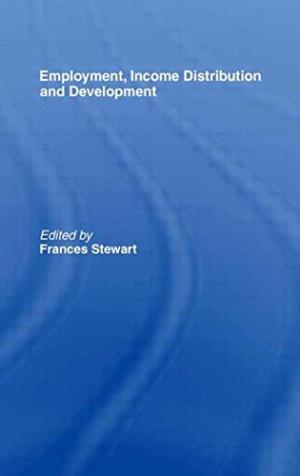 Employment, Income Distribution
and Development
Edited by
Frances Stewart